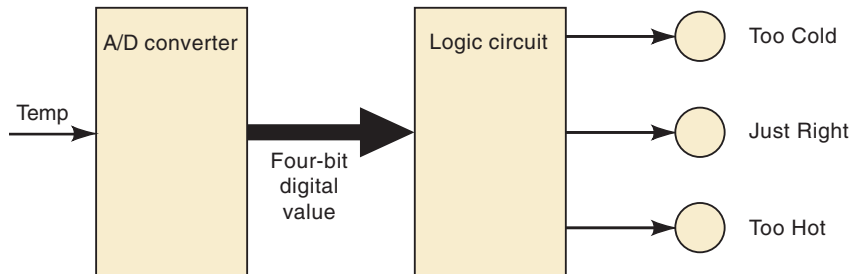 A/D converter
Logic circuit
Too Cold
Temp
Just Right
Four-bit
digital
value
Too Hot